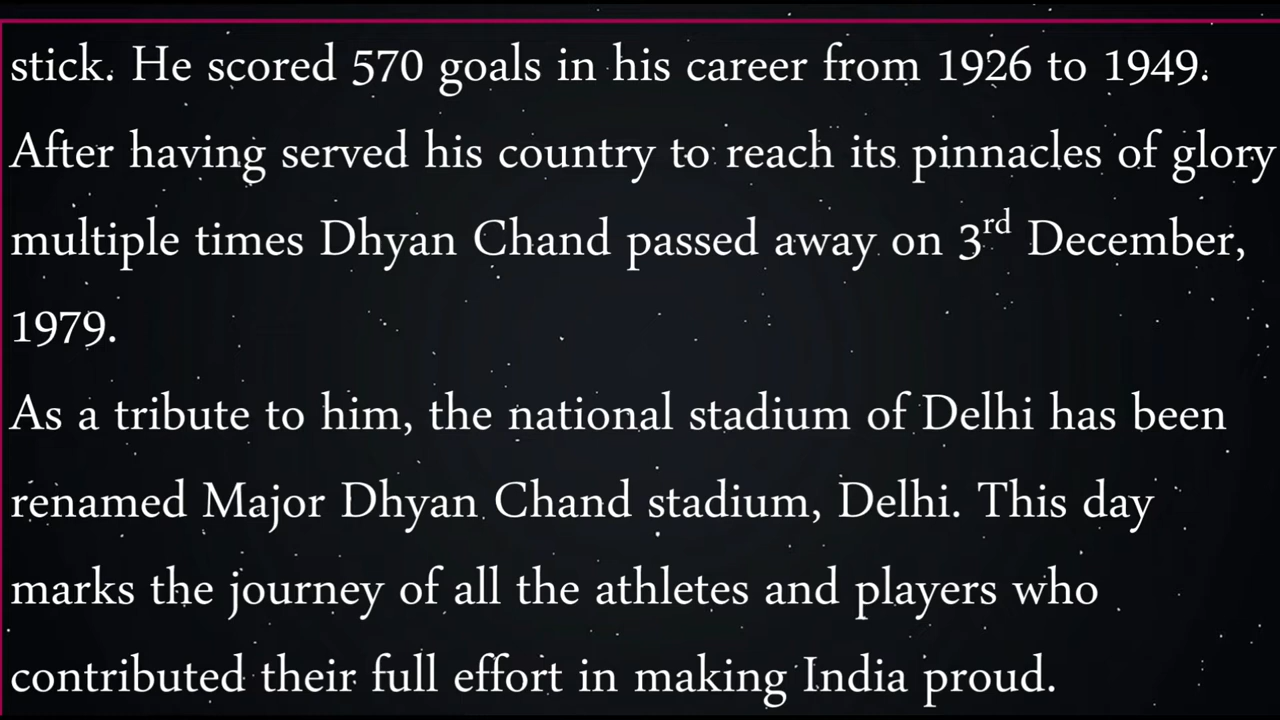 stick. He scored 570 goals in his career from 1926 to 1949.
After having served his country to reach its pinnacles of glory
multiple times Dhyan Chand passed away on 3rd December,
1979.
As a tribute to him, the national stadium of Delhi has been
renamed Major Dhyan Chand stadium, Delhi. This day
marks the journey of all the athletes and players who
contributed their full effort in making India proud.